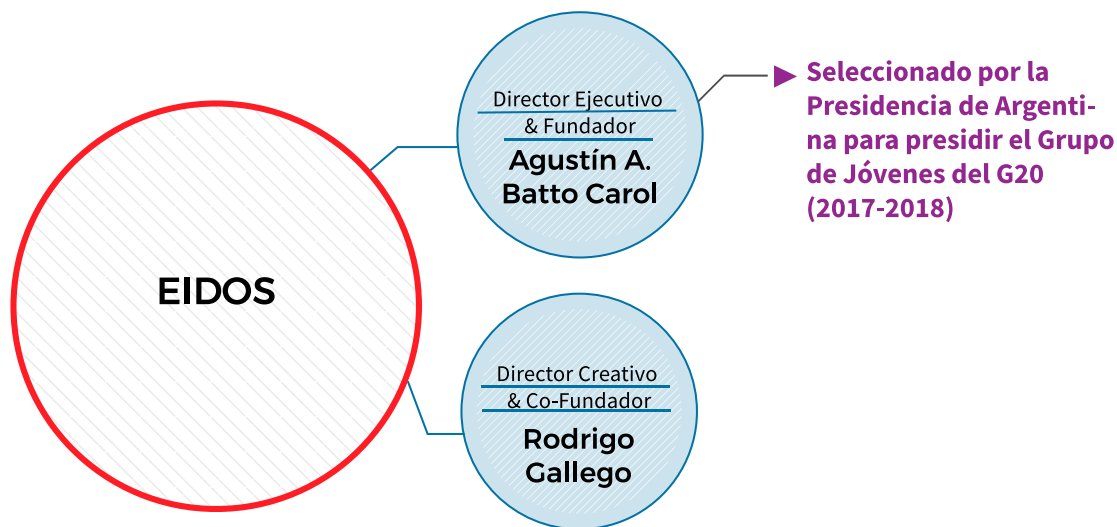 EIDOS
Director Ejecutivo
& Fundador
Agustín A.
Batto Carol
Seleccionado por la
Presidencia de Argenti-
na para presidir el Grupo
de Jóvenes del G20
(2017-2018)
Director Creativo
& Co-Fundador
Rodrigo
Gallego